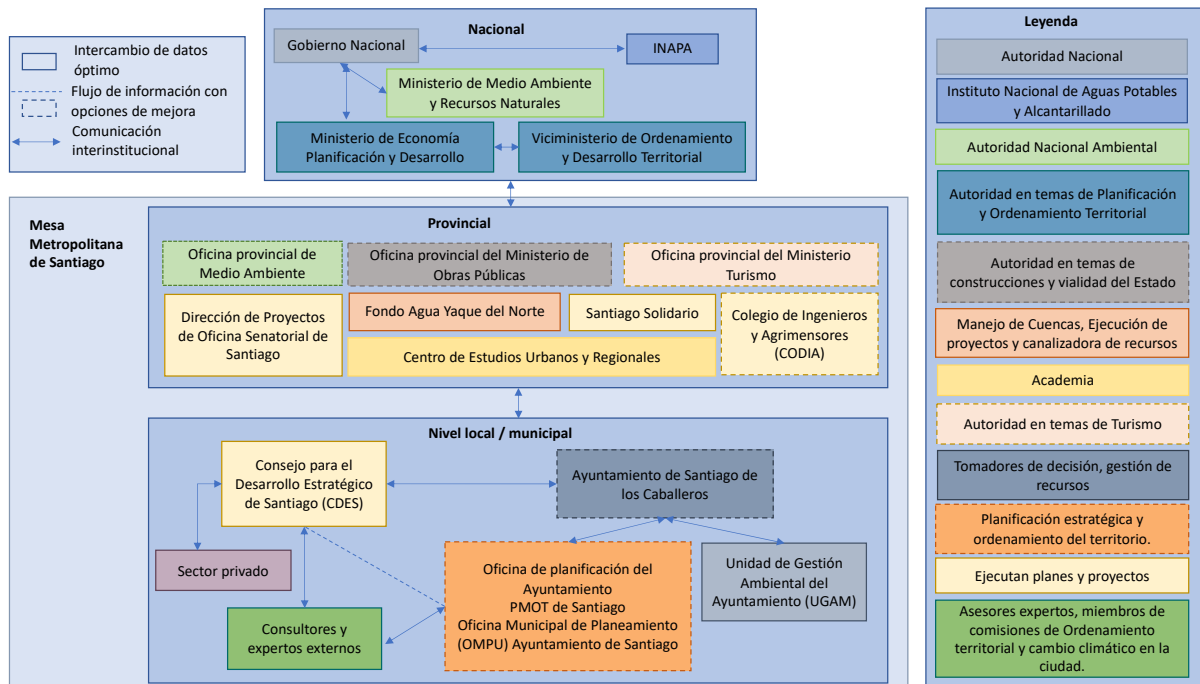 Intercambio de datos
óptimo
Flujo de información con
opciones de mejora
Comunicación
interinstitucional
Nacional
Gobierno Nacional
INAPA
Ministerio de Medio Ambiente
y Recursos Naturales
Ministerio de Economía
Planificación y Desarrollo
Viceministerio de Ordenamiento
y Desarrollo Territorial
Mesa
Metropolitana
de Santiago
Provincial
Oficina provincial de
Medio Ambiente
Oficina provincial del Ministerio de
Obras Públicas
Oficina provincial del Ministerio
Turismo
Dirección de Proyectos
de Oficina Senatorial de
Santiago
Fondo Agua Yaque del Norte
Santiago Solidario
Colegio de Ingenieros
y Agrimensores
(CODIA)
Centro de Estudios Urbanos y Regionales
Nivel local / municipal
Consejo para el
Desarrollo Estratégico
de Santiago (CDES)
Ayuntamiento de Santiago de
los Caballeros
Sector privado
Consultores y
expertos externos
Oficina de planificación del
Ayuntamiento
PMOT de Santiago
Oficina Municipal de Planeamiento
(OMPU) Ayuntamiento de Santiago
Unidad de Gestión
Ambiental del
Ayuntamiento (UGAM)
Leyenda
Autoridad Nacional
Instituto Nacional de Aguas Potables
y Alcantarillado
Autoridad Nacional Ambiental
Autoridad en temas de Planificación
y Ordenamiento Territorial
Autoridad en temas de
construcciones y vialidad del Estado
Manejo de Cuencas, Ejecución de
proyectos y canalizadora de recursos
Academia
Autoridad en temas de Turismo
Tomadores de decisión, gestión de
recursos
Planificación estratégica y
ordenamiento del territorio.
Ejecutan planes y proyectos
Asesores expertos, miembros de
comisiones de Ordenamiento
territorial y cambio climático en la
ciudad.